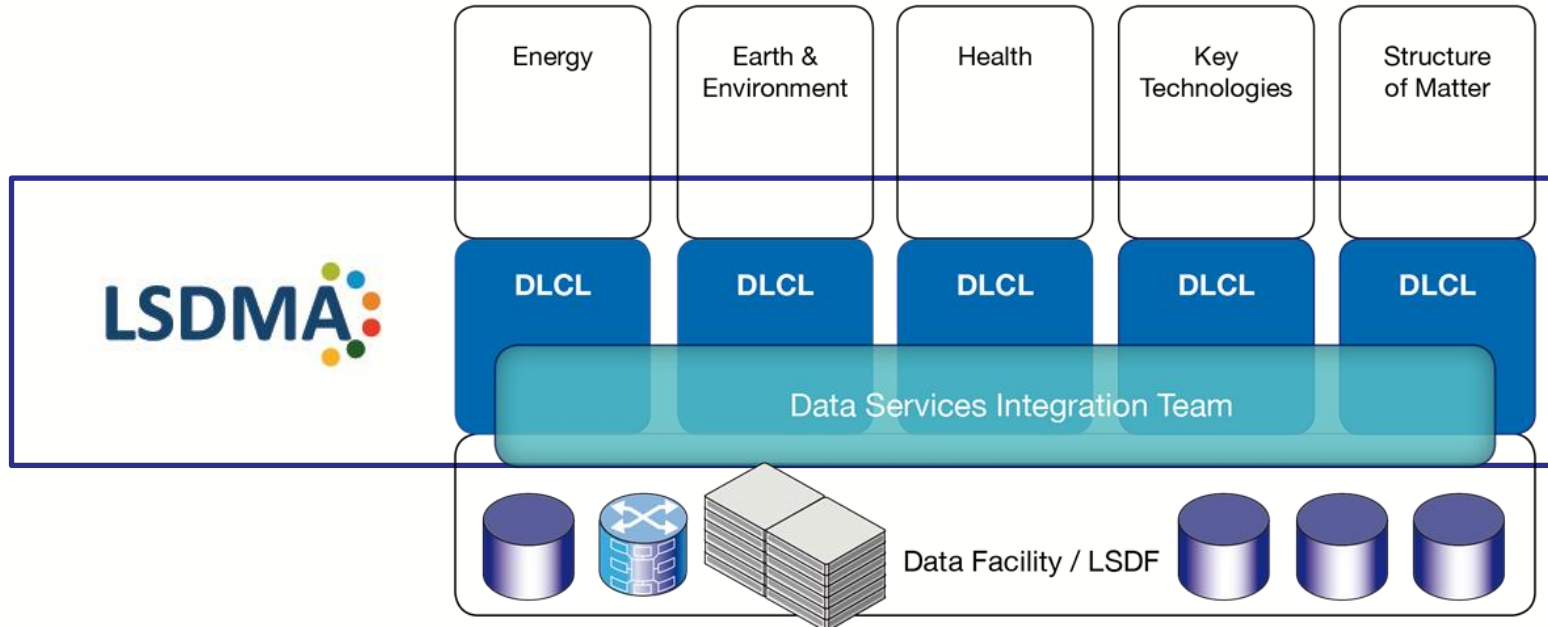 Energy
Earth &
Environment
Health
Key
Technologies
Structure
of Matter
LSDMA
DLCL
DLCL
DLCL
DLCL
DLCL
Data Services Integration Team
Data Facility / LSDF